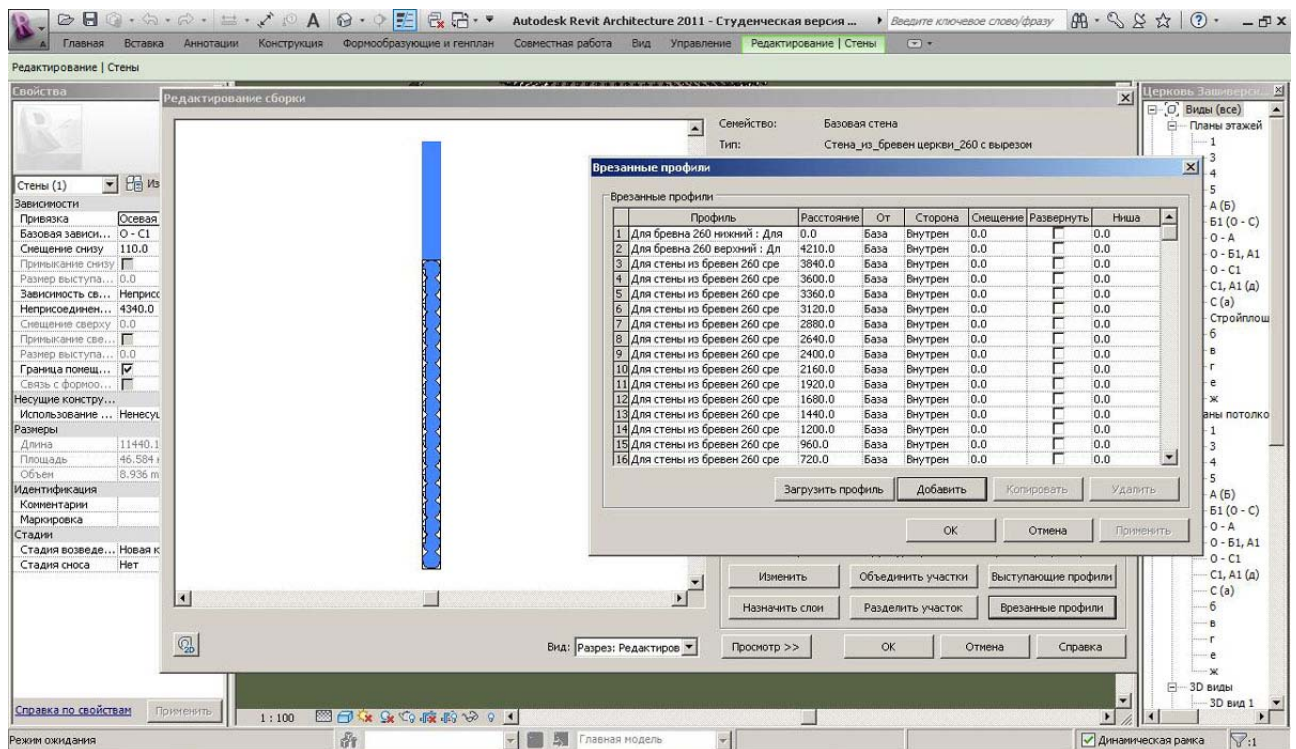 Autodesk Revit Architecture 2011 - Студенческая версия ... Введите ключевое слово/фразу
Главная Вставка Аннотации Конструкция Формообразующие и генплан Совместная работа Вид Управление Редактирование | Стены
Редактирование | Стены
Свойства
Стены (1) Из
Зависимости
Привязка Осевая
Базовая зависи... О - С1
Смещение снизу 110.0
Примыкание снизу
Размер выступа... 0.0
Зависимость св... Неприсо
Неприсоединен... 4340.0
Смещение сверху 0.0
Примыкание све...
Размер выступа... 0.0
Граница помещ...
Связь с формоо...
Несущие констру...
Использование ... Ненесущ
Размеры
Длина 11440.1
Площадь 46.584
Объем 8.936 m
Идентификация
Комментарии
Маркировка
Стадии
Стадия возведе... Новая к
Стадия сноса Нет
Справка по свойствам Применить
Редактирование сборки
Семейство: Базовая стена
Тип: Стена_из_бревен церкви_260 с вырезом
Врезанные профили
Врезанные профили
Профиль Расстояние От Сторона Смещение Развернуть Ниша
1 Для бревна 260 нижний : Для 0.0 База Внутрен 0.0 0.0
2 Для бревна 260 верхний : Дл 4210.0 База Внутрен 0.0 0.0
3 Для стены из бревен 260 сре 3840.0 База Внутрен 0.0 0.0
4 Для стены из бревен 260 сре 3600.0 База Внутрен 0.0 0.0
5 Для стены из бревен 260 сре 3360.0 База Внутрен 0.0 0.0
6 Для стены из бревен 260 сре 3120.0 База Внутрен 0.0 0.0
7 Для стены из бревен 260 сре 2880.0 База Внутрен 0.0 0.0
8 Для стены из бревен 260 сре 2640.0 База Внутрен 0.0 0.0
9 Для стены из бревен 260 сре 2400.0 База Внутрен 0.0 0.0
10 Для стены из бревен 260 сре 2160.0 База Внутрен 0.0 0.0
11 Для стены из бревен 260 сре 1920.0 База Внутрен 0.0 0.0
12 Для стены из бревен 260 сре 1680.0 База Внутрен 0.0 0.0
13 Для стены из бревен 260 сре 1440.0 База Внутрен 0.0 0.0
14 Для стены из бревен 260 сре 1200.0 База Внутрен 0.0 0.0
15 Для стены из бревен 260 сре 960.0 База Внутрен 0.0 0.0
16 Для стены из бревен 260 сре 720.0 База Внутрен 0.0 0.0
Загрузить профиль Добавить Копировать Удалить
ОК Отмена Применить
Изменить Объединить участки Выступающие профили
Назначить слои Разделить участок Врезанные профили
Вид: Разрез: Редактиров Просмотр >> ОК Отмена Справка
Церковь Зашиверск...
Виды (все)
Планы этажей
1
3
4
5
А (Б)
Б1 (О - С)
О - А
О - Б1, А1
О - С1
С1, А1 (д)
С (а)
Стройплощ
б
в
г
е
ж
аны потолко
1
3
4
5
А (Б)
Б1 (О - С)
О - А
О - Б1, А1
О - С1
С1, А1 (д)
С (а)
б
в
г
е
ж
3D виды
3D вид 1
1 : 100
Режим ожидания Главная модель Динамическая рамка :1